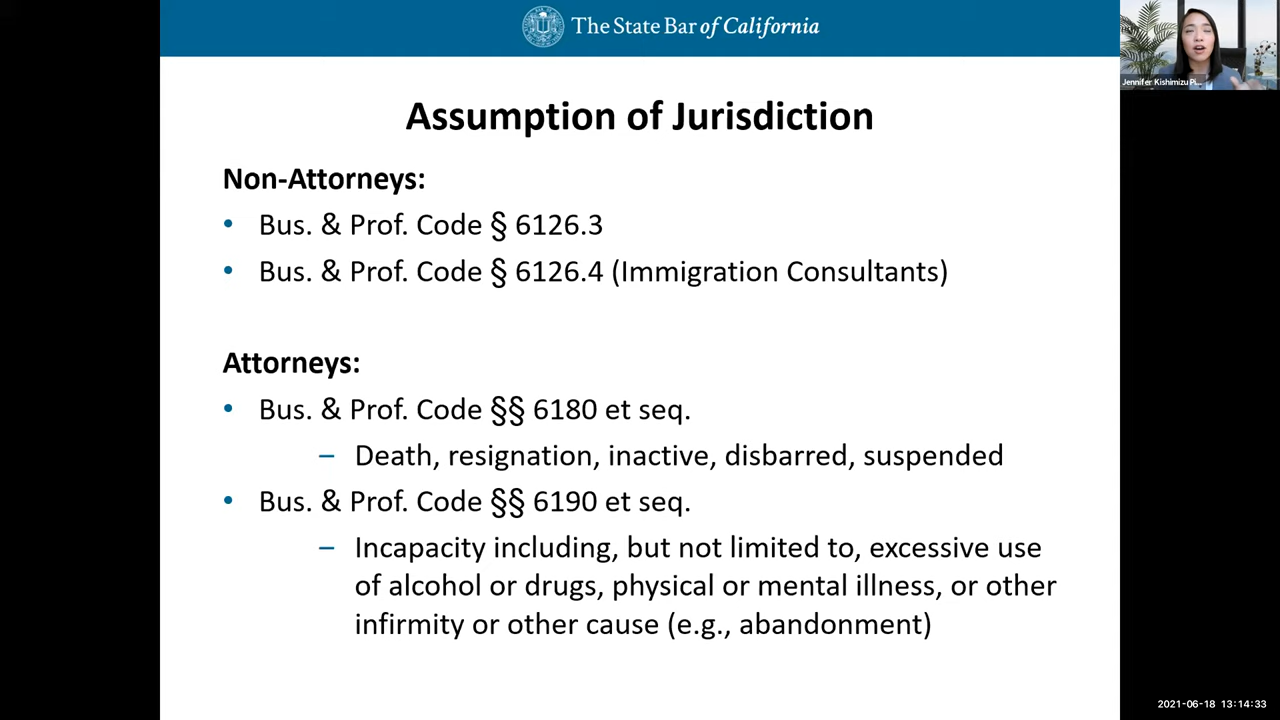 The State Bar of California
Jennifer Kishimizu Pi...
Assumption of Jurisdiction
Non-Attorneys:
• Bus. & Prof. Code § 6126.3
• Bus. & Prof. Code § 6126.4 (Immigration Consultants)
Attorneys:
• Bus. & Prof. Code §§ 6180 et seq.
– Death, resignation, inactive, disbarred, suspended
• Bus. & Prof. Code §§ 6190 et seq.
– Incapacity including, but not limited to, excessive use
of alcohol or drugs, physical or mental illness, or other
infirmity or other cause (e.g., abandonment)
2021-06-18 13:14:33